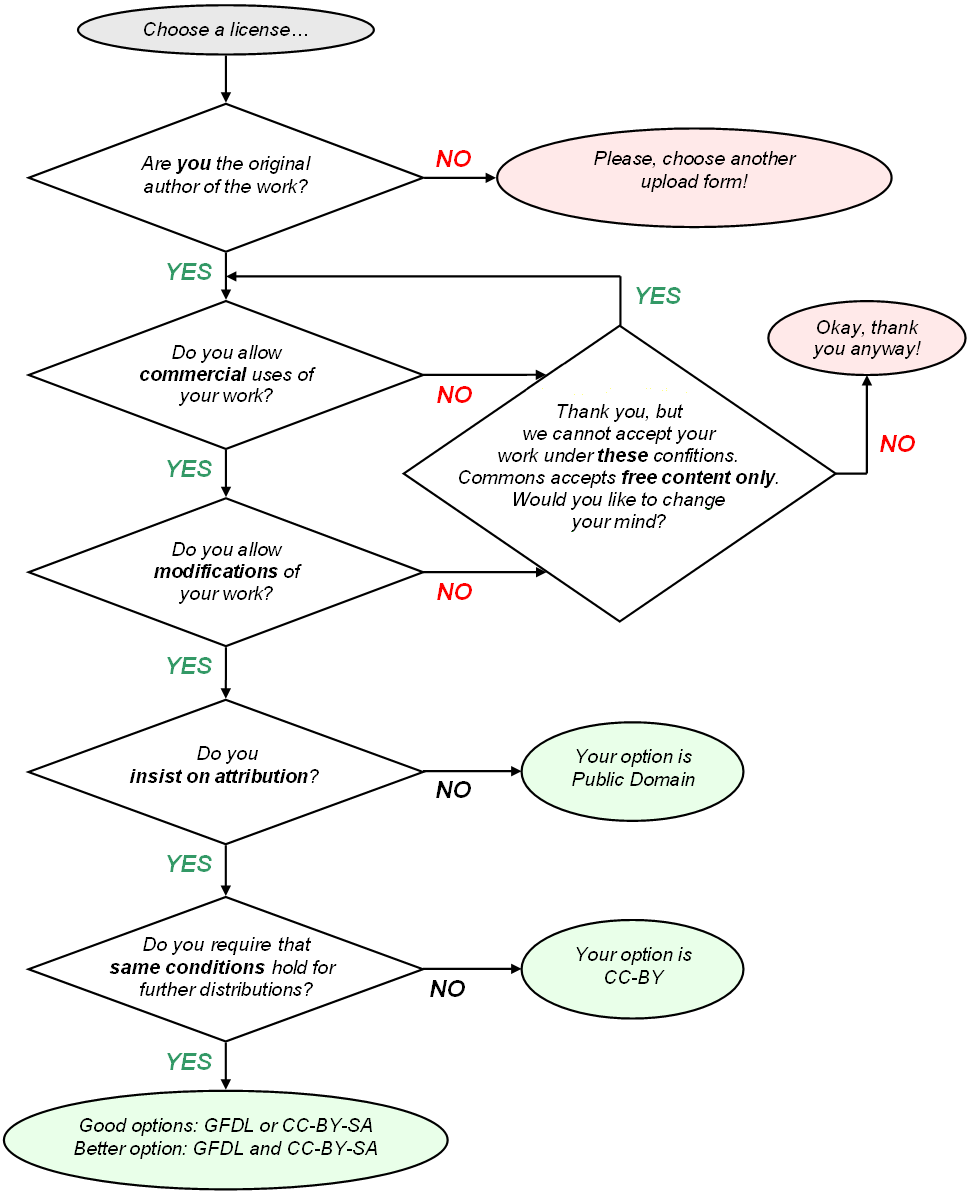 Choose a license…
Are you the original
author of the work?
NO
Please, choose another
upload form!
YES
Do you allow
commercial uses of
your work?
NO
YES
Thank you, but
we cannot accept your
work under these confitions.
Commons accepts free content only.
Would you like to change
your mind?
YES
NO
Okay, thank
you anyway!
Do you allow
modifications of
your work?
NO
YES
Do you
insist on attribution?
NO
Your option is
Public Domain
YES
Do you require that
same conditions hold for
further distributions?
NO
Your option is
CC-BY
YES
Good options: GFDL or CC-BY-SA
Better option: GFDL and CC-BY-SA